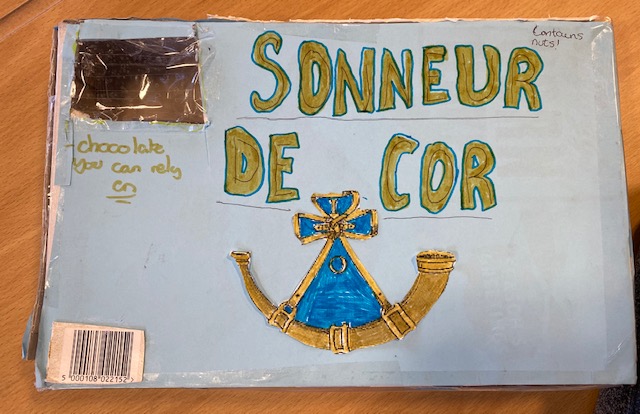 Contains
nuts!
SONNEUR
DE COR
-chocolate
you can rely
on
5 000108 022152 >